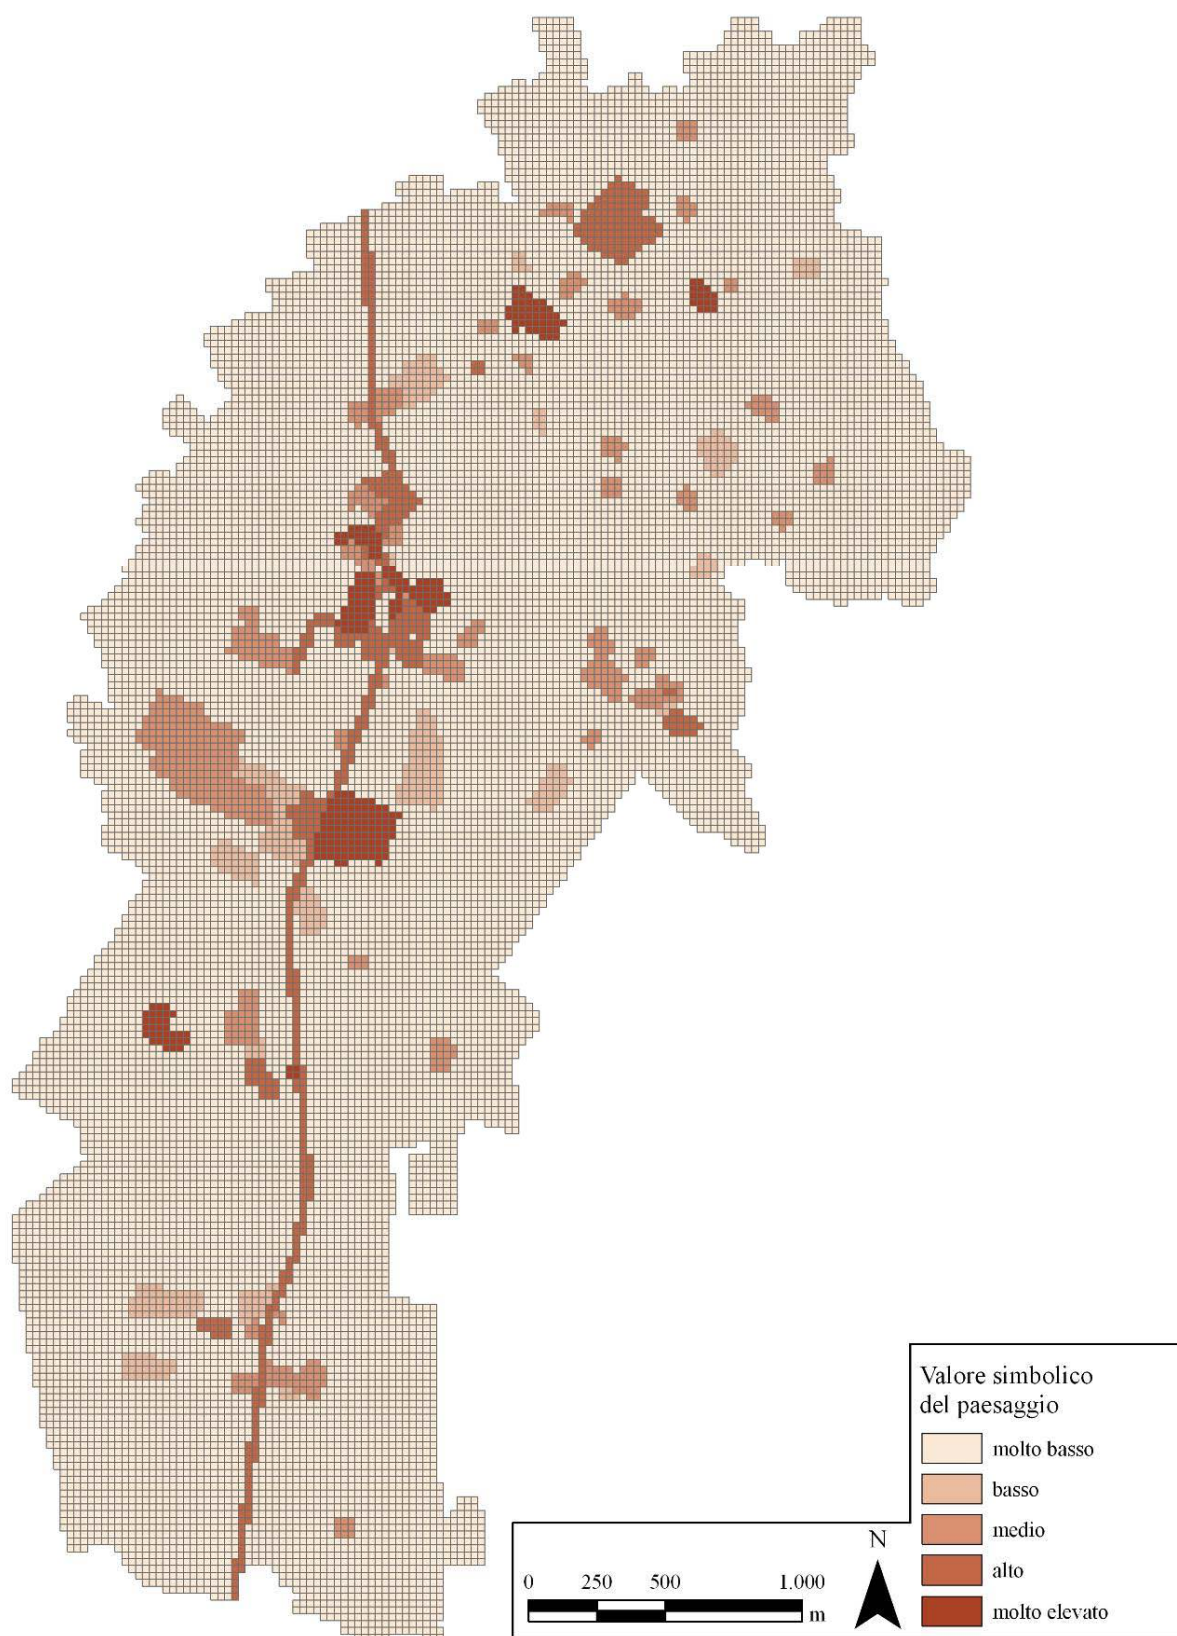 Valore simbolico
del paesaggio
molto basso
basso
medio
alto
molto elevato
N
0 250 500 1.000
m